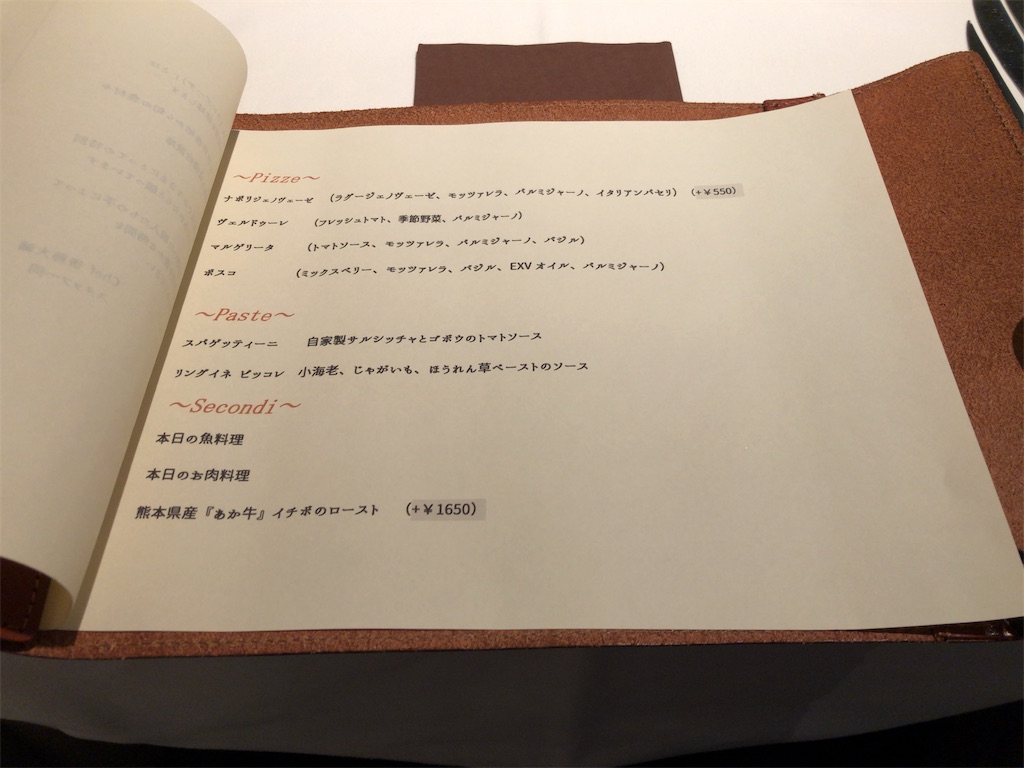 ～Pizze～
ナポリジェノヴェーゼ （ラグージェノヴェーゼ、モッツァレラ、パルミジャーノ、イタリアンパセリ） （+￥550）
ヴェルドゥーレ （フレッシュトマト、季節野菜、パルミジャーノ）
マルゲリータ （トマトソース、モッツァレラ、パルミジャーノ、バジル）
ボスコ （ミックスベリー、モッツァレラ、バジル、EXV オイル、パルミジャーノ）
～Paste～
スパゲッティーニ 自家製サルシッチャとゴボウのトマトソース
リングイネ ピッコレ 小海老、じゃがいも、ほうれん草ペーストのソース
～Secondi～
本日の魚料理
本日のお肉料理
熊本県産『あか牛』イチボのロースト （+￥1650）